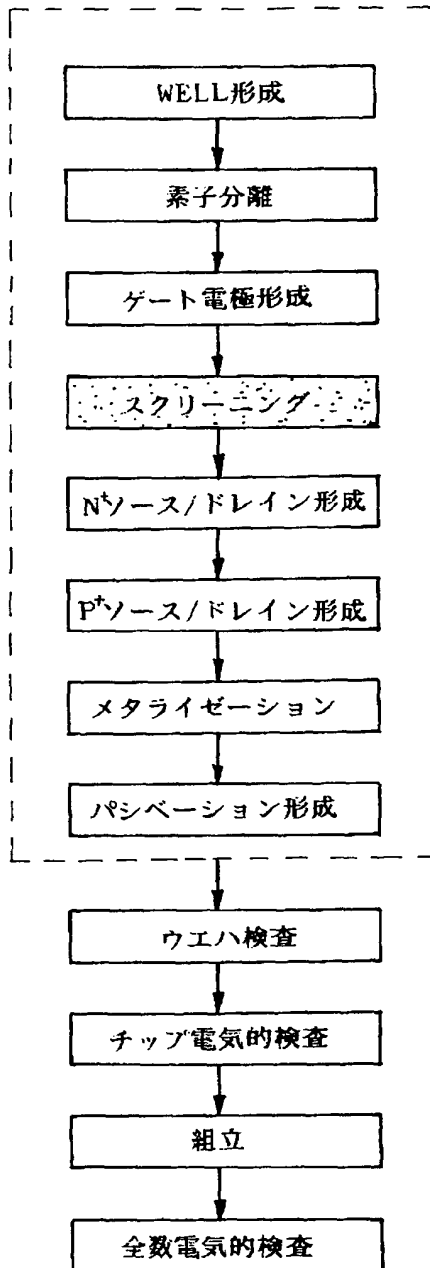 WELL形成
素子分離
ゲート電極形成
スクリーニング
N⁺ソース/ドレイン形成
P⁺ソース/ドレイン形成
メタライゼーション
パシベーション形成
ウエハ検査
チップ電気的検査
組立
全数電気的検査